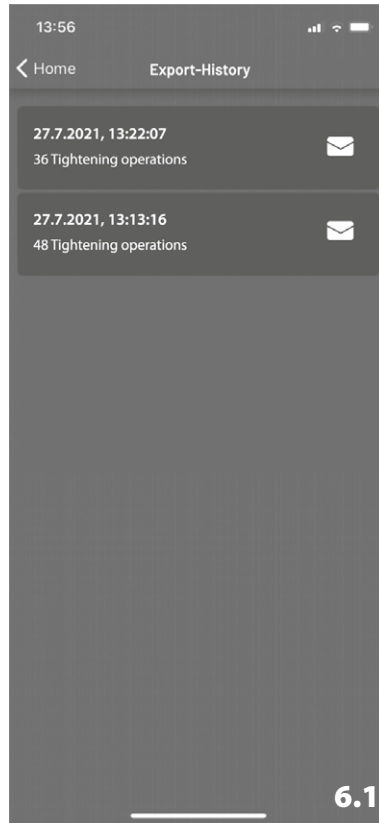 13:56
Home
Export-History
27.7.2021, 13:22:07
36 Tightening operations
27.7.2021, 13:13:16
48 Tightening operations
6.1